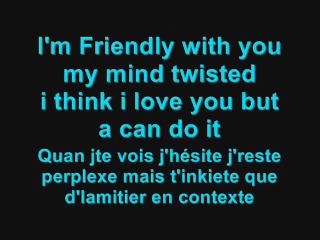 I'm Friendly with you
my mind twisted
i think i love you but
a can do it
Quan jte vois j'hésite j'reste
perplexe mais t'inkiete que
d'lamitier en contexte